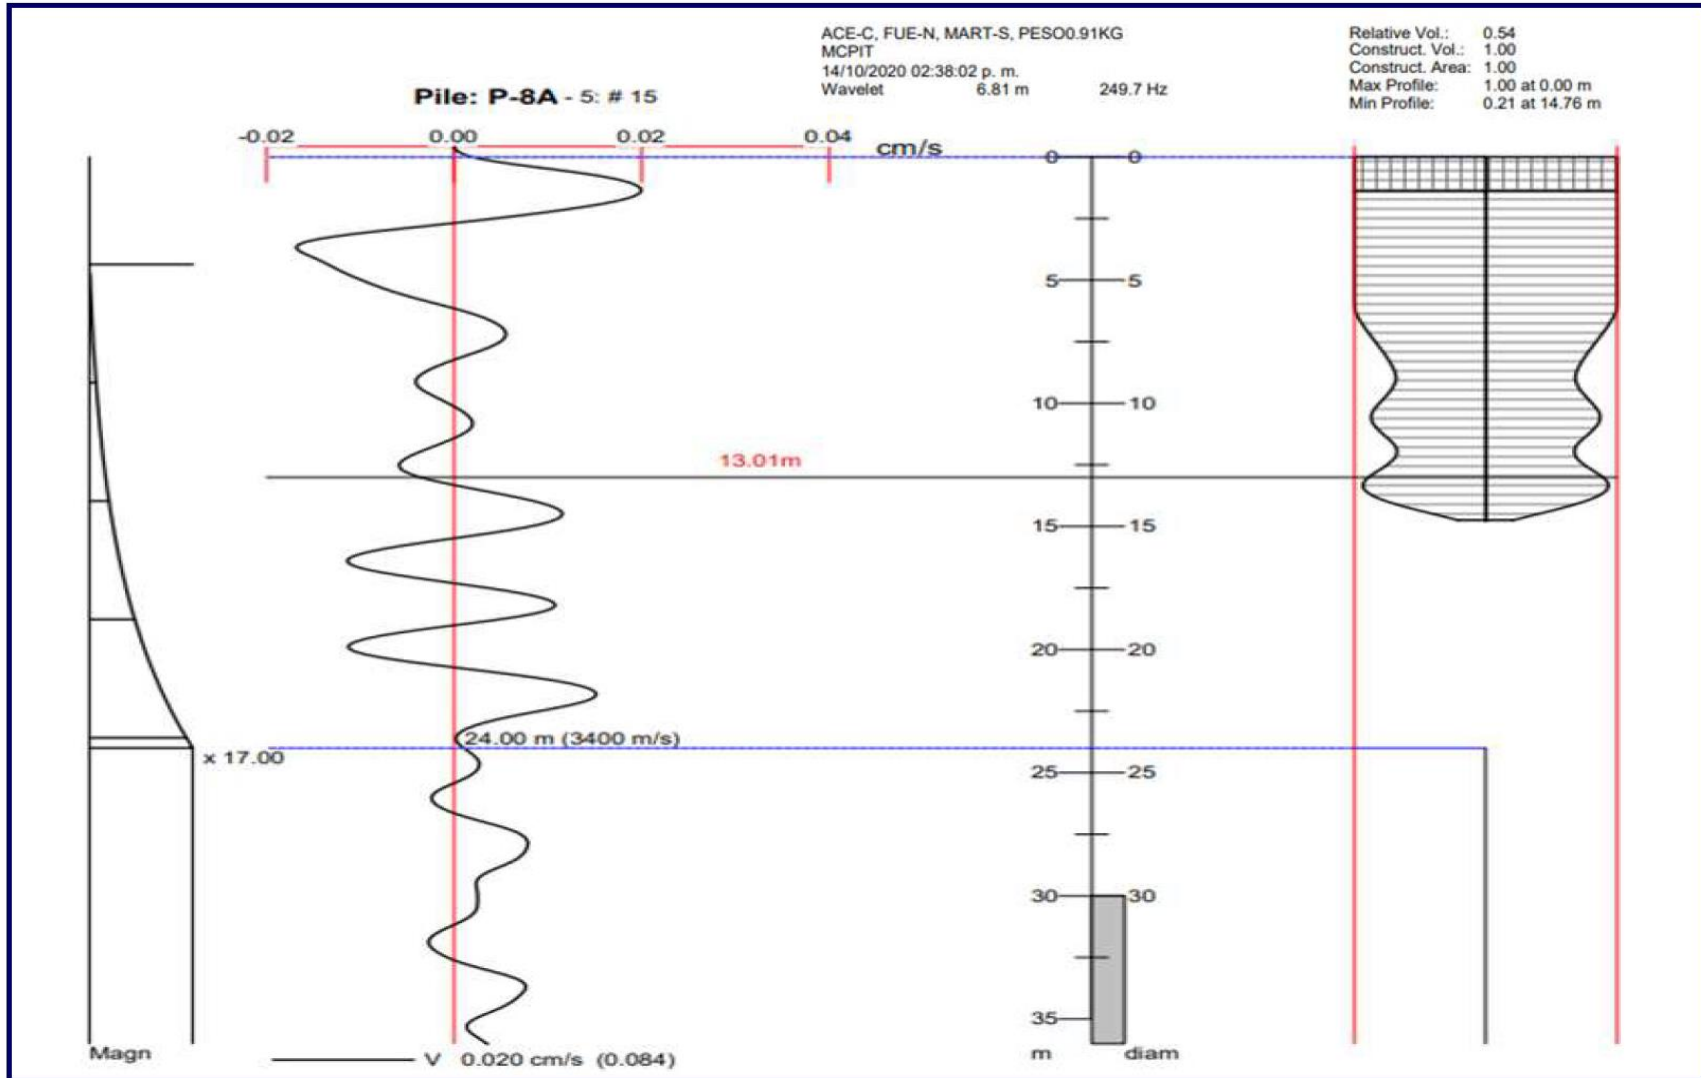 ACE-C, FUE-N, MART-S, PESO0.91KG
MCPIT
14/10/2020 02:38:02 p. m.
Wavelet 6.81 m 249.7 Hz
Relative Vol.: 0.54
Construct. Vol.: 1.00
Construct. Area: 1.00
Max Profile: 1.00 at 0.00 m
Min Profile: 0.21 at 14.76 m
Pile: P-8A - 5: # 15
-0.02 0.00 0.02 0.04 cm/s
0 0
5 5
10 10
13.01m
15 15
20 20
24.00 m (3400 m/s)
x 17.00
25 25
30 30
35
Magn
V 0.020 cm/s (0.084)
m diam